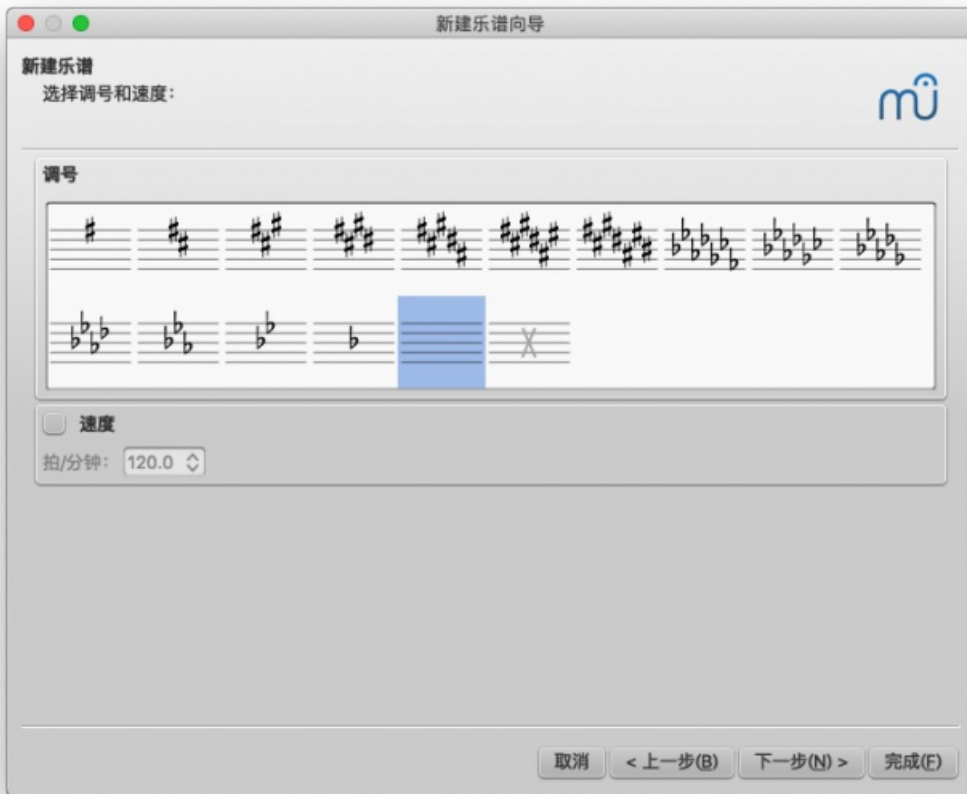 新建乐谱向导
新建乐谱
选择调号和速度:
mu
调号
速度
拍/分钟: 120.0
取消 < 上一步(B) 下一步(N) > 完成(F)